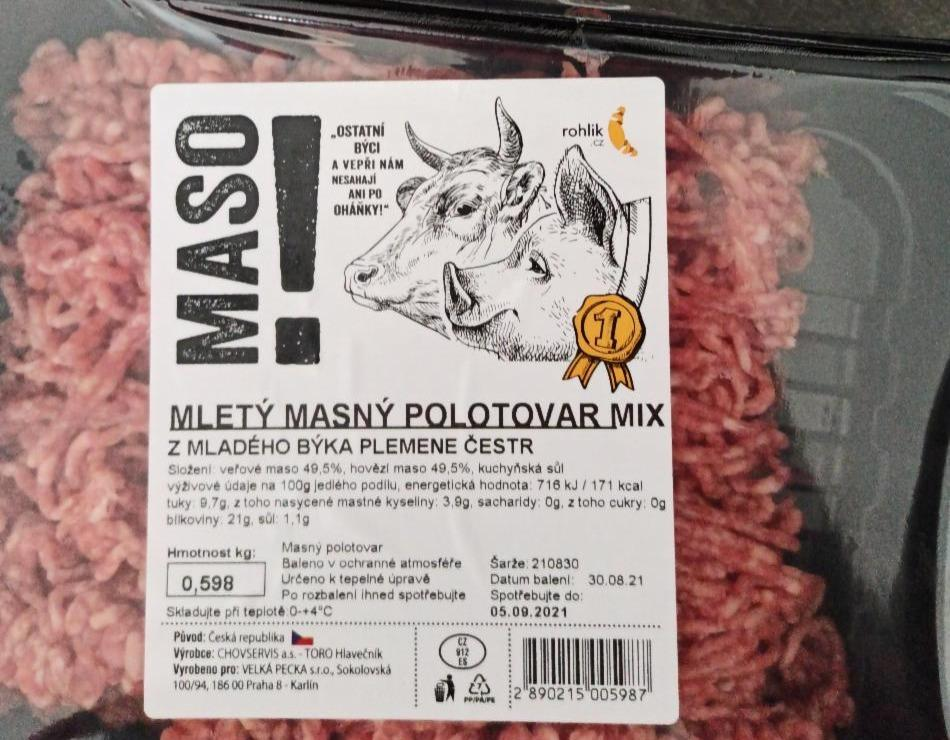 MASO!
„OSTATNÍ
BÝCI
A VEPŘI NÁM
NESAHAJÍ
ANI PO
OHÁŇKY!“
rohlik
.cz
1
MLETÝ MASNÝ POLOTOVAR MIX
Z MLADÉHO BÝKA PLEMENE ČESTR
Složení: veřové maso 49,5%, hovězí maso 49,5%, kuchyňská sůl
výživové údaje na 100g jedlého podílu, energetická hodnota: 716 kJ / 171 kcal
tuky: 9,7g, z toho nasycené mastné kyseliny: 3,9g, sacharidy: 0g, z toho cukry: 0g
bílkoviny: 21g, sůl: 1,1g
Hmotnost kg:
0,598
Masný polotovar
Baleno v ochranné atmosféře
Určeno k tepelné úpravě
Po rozbalení ihned spotřebujte
Šarže: 210830
Datum balení: 30.08.21
Spotřebujte do:
05.09.2021
Skladujte při teplotě:0-+4°C
Původ: Česká republika
Výrobce: CHOVSERVIS a.s. - TORO Hlavečník
Vyrobeno pro: VELKÁ PECKA s.r.o., Sokolovská
100/94, 186 00 Praha 8 - Karlín
CZ
912
ES
7
PP/PA/PE
2 890215 005987